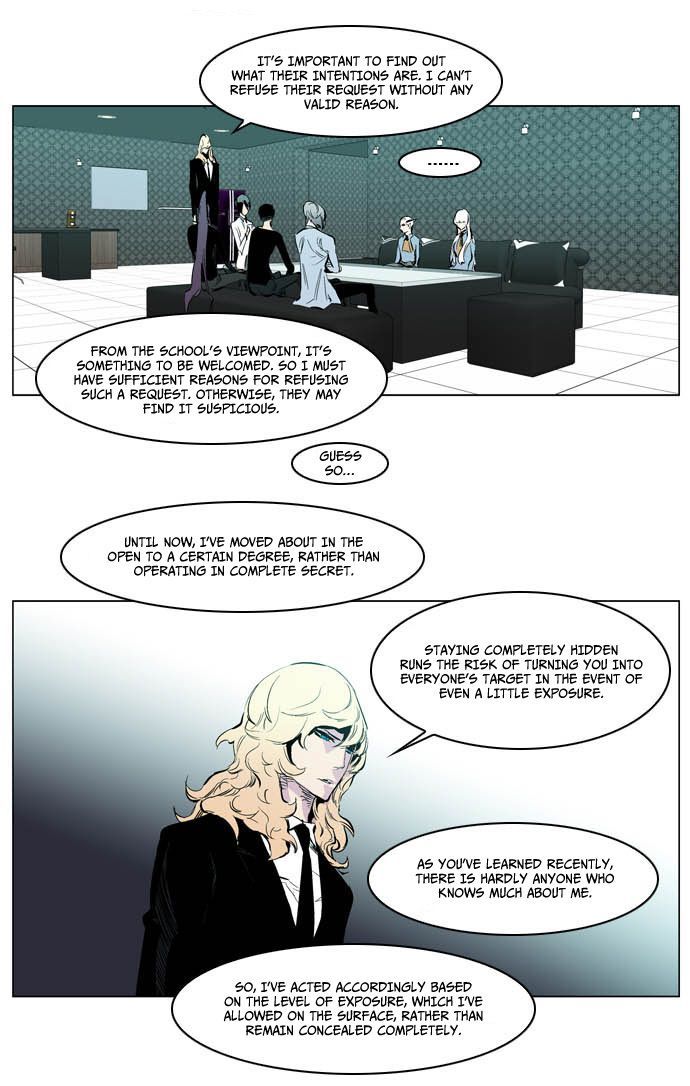 IT'S IMPORTANT TO FIND OUT
WHAT THEIR INTENTIONS ARE. I CAN'T
REFUSE THEIR REQUEST WITHOUT ANY
VALID REASON.
------
FROM THE SCHOOL'S VIEWPOINT, IT'S
SOMETHING TO BE WELCOMED. SO I MUST
HAVE SUFFICIENT REASONS FOR REFUSING
SUCH A REQUEST. OTHERWISE, THEY MAY
FIND IT SUSPICIOUS.
GUESS
SO...
UNTIL NOW, I'VE MOVED ABOUT IN THE
OPEN TO A CERTAIN DEGREE, RATHER THAN
OPERATING IN COMPLETE SECRET.
STAYING COMPLETELY HIDDEN
RUNS THE RISK OF TURNING YOU INTO
EVERYONE'S TARGET IN THE EVENT OF
EVEN A LITTLE EXPOSURE.
AS YOU'VE LEARNED RECENTLY,
THERE IS HARDLY ANYONE WHO
KNOWS MUCH ABOUT ME.
SO, I'VE ACTED ACCORDINGLY BASED
ON THE LEVEL OF EXPOSURE, WHICH I'VE
ALLOWED ON THE SURFACE, RATHER THAN
REMAIN CONCEALED COMPLETELY.